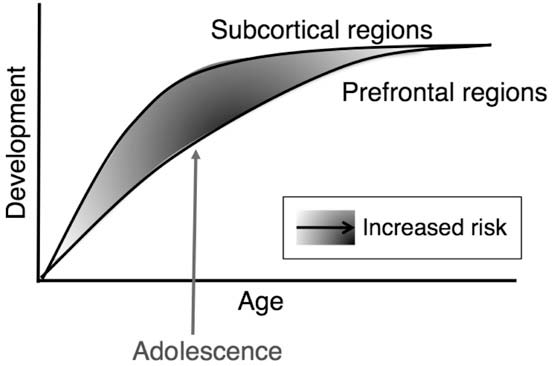 Subcortical regions
Prefrontal regions
Development
Increased risk
Age
Adolescence